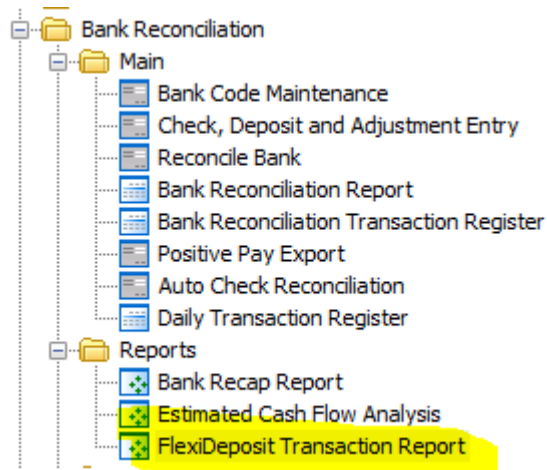 Bank Reconciliation
Main
Bank Code Maintenance
Check, Deposit and Adjustment Entry
Reconcile Bank
Bank Reconciliation Report
Bank Reconciliation Transaction Register
Positive Pay Export
Auto Check Reconciliation
Daily Transaction Register
Reports
Bank Recap Report
Estimated Cash Flow Analysis
FlexiDeposit Transaction Report